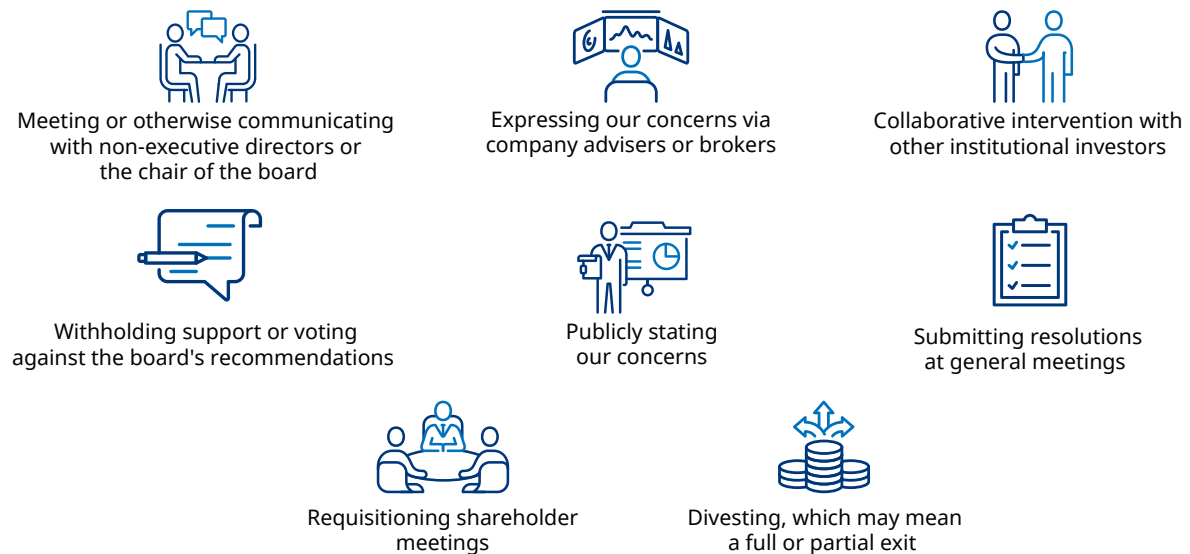 Meeting or otherwise communicating
with non-executive directors or
the chair of the board
Expressing our concerns via
company advisers or brokers
Collaborative intervention with
other institutional investors
Withholding support or voting
against the board's recommendations
Publicly stating
our concerns
Submitting resolutions
at general meetings
Requisitioning shareholder
meetings
Divesting, which may mean
a full or partial exit